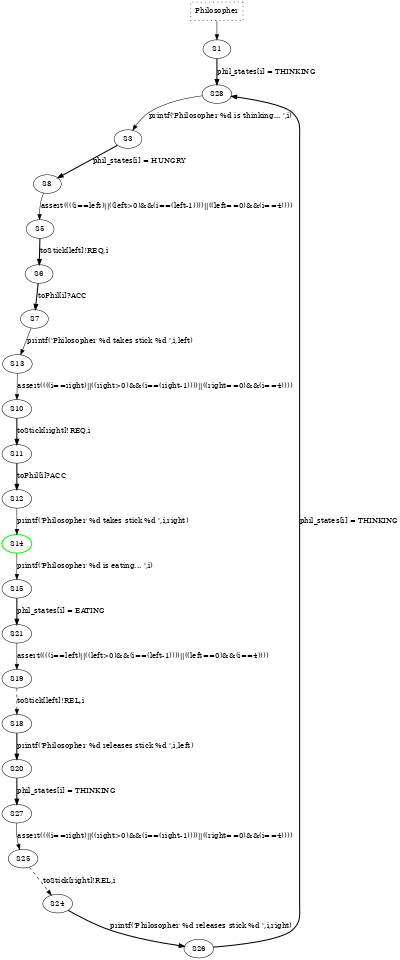 Philosopher
S1
phil_states[i] = THINKING
S28
printf('Philosopher %d is thinking... ',i)
S3
phil_states[i] = HUNGRY
S8
assert((((i==left)||((left>0)&&(i==(left-1))))||((left==0)&&(i==4))))
S5
toStick[left]!REQ,i
S6
toPhil[i]?ACC
S7
printf('Philosopher %d takes stick %d ',i,left)
S13
assert((((i==right)||((right>0)&&(i==(right-1))))||((right==0)&&(i==4))))
S10
toStick[right]!REQ,i
S11
toPhil[i]?ACC
S12
printf('Philosopher %d takes stick %d ',i,right)
phil_states[i] = THINKING
S14
printf('Philosopher %d is eating... ',i)
S15
phil_states[i] = EATING
S21
assert((((i==left)||((left>0)&&(i==(left-1))))||((left==0)&&(i==4))))
S19
toStick[left]!REL,i
S18
printf('Philosopher %d releases stick %d ',i,left)
S20
phil_states[i] = THINKING
S27
assert((((i==right)||((right>0)&&(i==(right-1))))||((right==0)&&(i==4))))
S25
toStick[right]!REL,i
S24
printf('Philosopher %d releases stick %d ',i,right)
S26